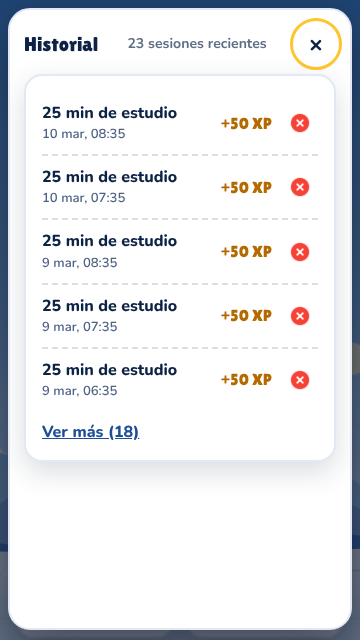 Historial
23 sesiones recientes
25 min de estudio
10 mar, 08:35
+50 XP
25 min de estudio
10 mar, 07:35
+50 XP
25 min de estudio
9 mar, 08:35
+50 XP
25 min de estudio
9 mar, 07:35
+50 XP
25 min de estudio
9 mar, 06:35
+50 XP
Ver más (18)